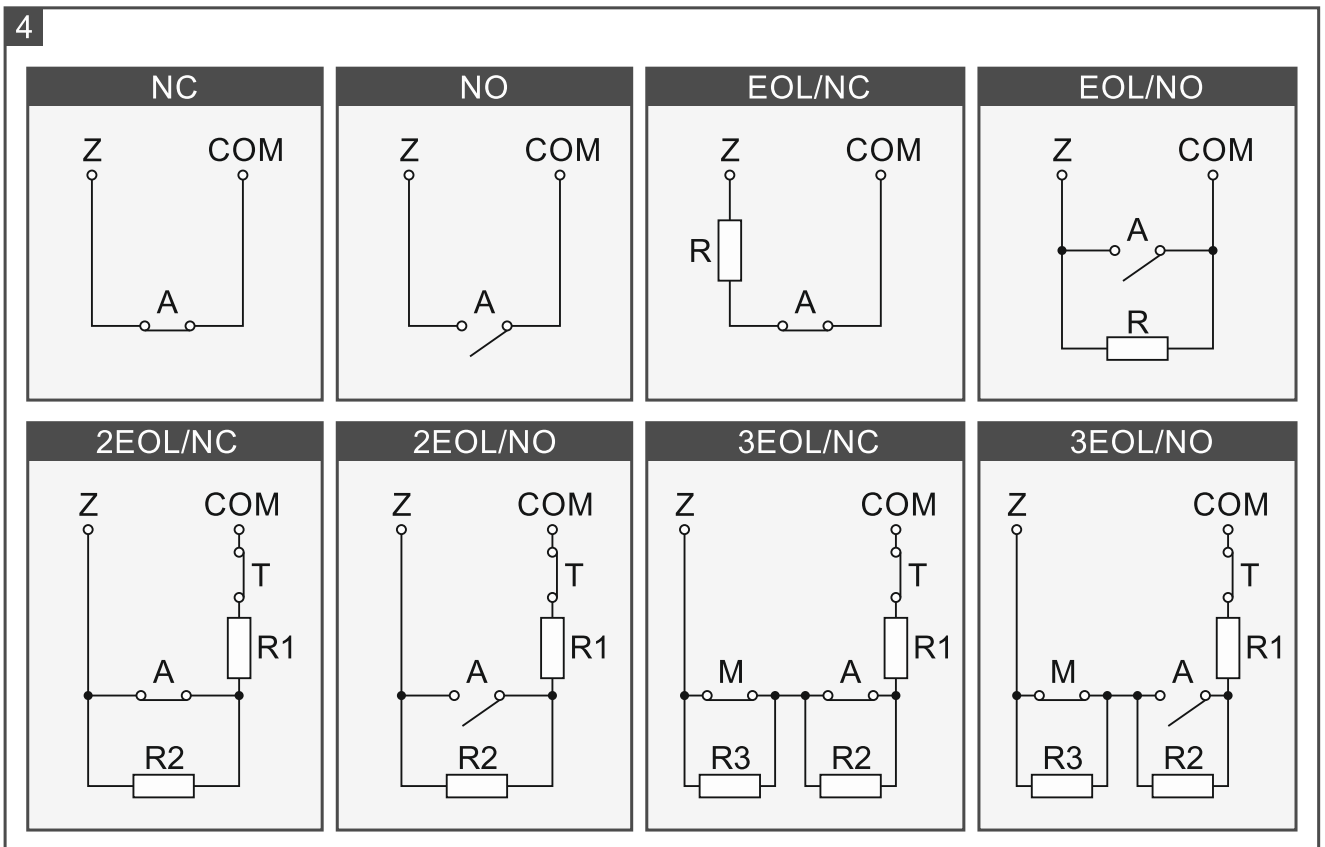 4
NC NO EOL/NC EOL/NO
Z COM Z COM Z COM Z COM
A
R
A A A
R
2EOL/NC 2EOL/NO 3EOL/NC 3EOL/NO
Z COM Z COM Z COM Z COM
T T T T
R1 R1 R1 R1
A A M A M A
R2 R2 R3 R2 R3 R2